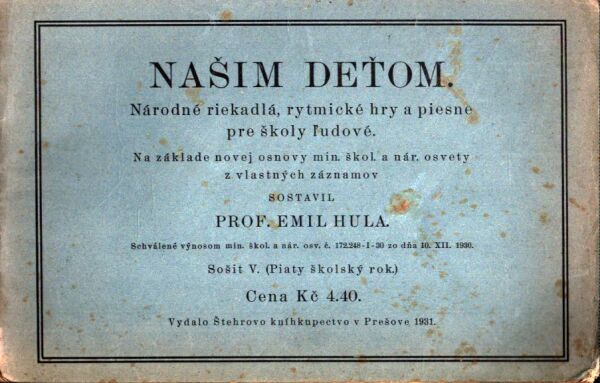 NAŠIM DEŤOM.
Národné riekadlá, rytmické hry a piesne
pre školy ľudové.
Na základe novej osnovy min. škol. a nár. osvety
z vlastných záznamov
SOSTAVIL
PROF. EMIL HULA.
Schválené výnosom min. škol. a nár. osv. č. 172.248-I-30 zo dňa 10. XII. 1930.
Sošit V. (Piaty školský rok.)
Cena Kč 4.40.
Vydalo Štehrovo kníhkupectvo v Prešove 1931.